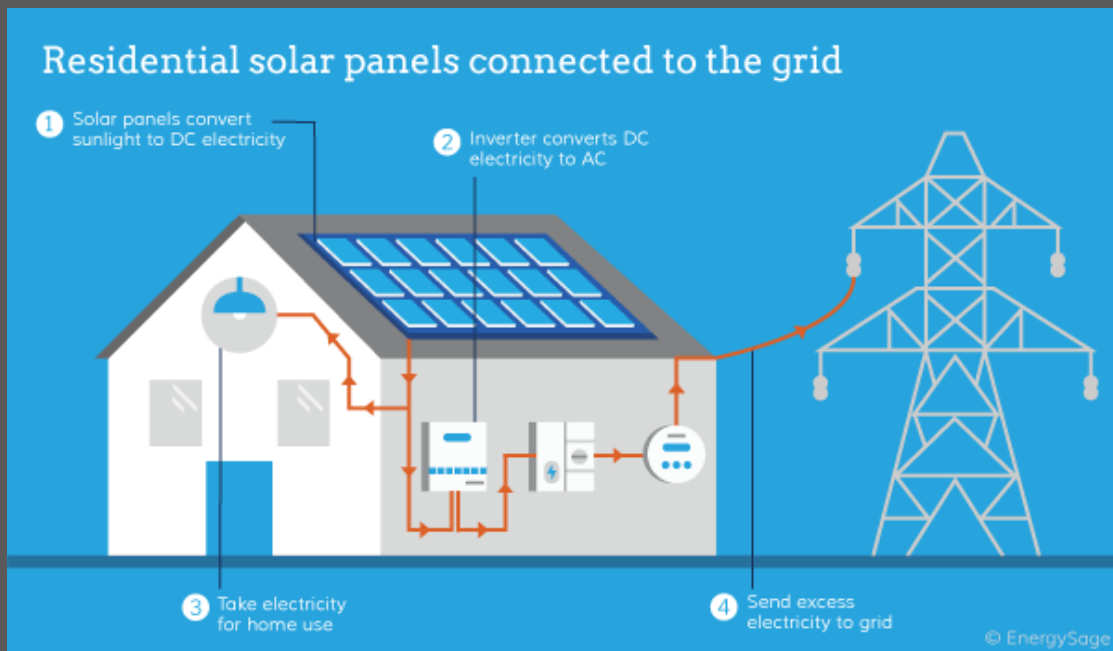 Residential solar panels connected to the grid
1 Solar panels convert
sunlight to DC electricity
2 Inverter converts DC
electricity to AC
3 Take electricity
for home use
4 Send excess
electricity to grid
© EnergySage